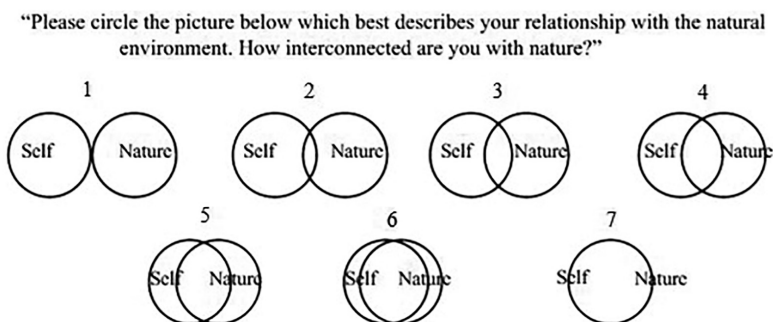 “Please circle the picture below which best describes your relationship with the natural
environment. How interconnected are you with nature?”
1 2 3 4
Self Nature Self Nature Self Nature Self Nature
5 6 7
Self Nature Self Nature Self Nature